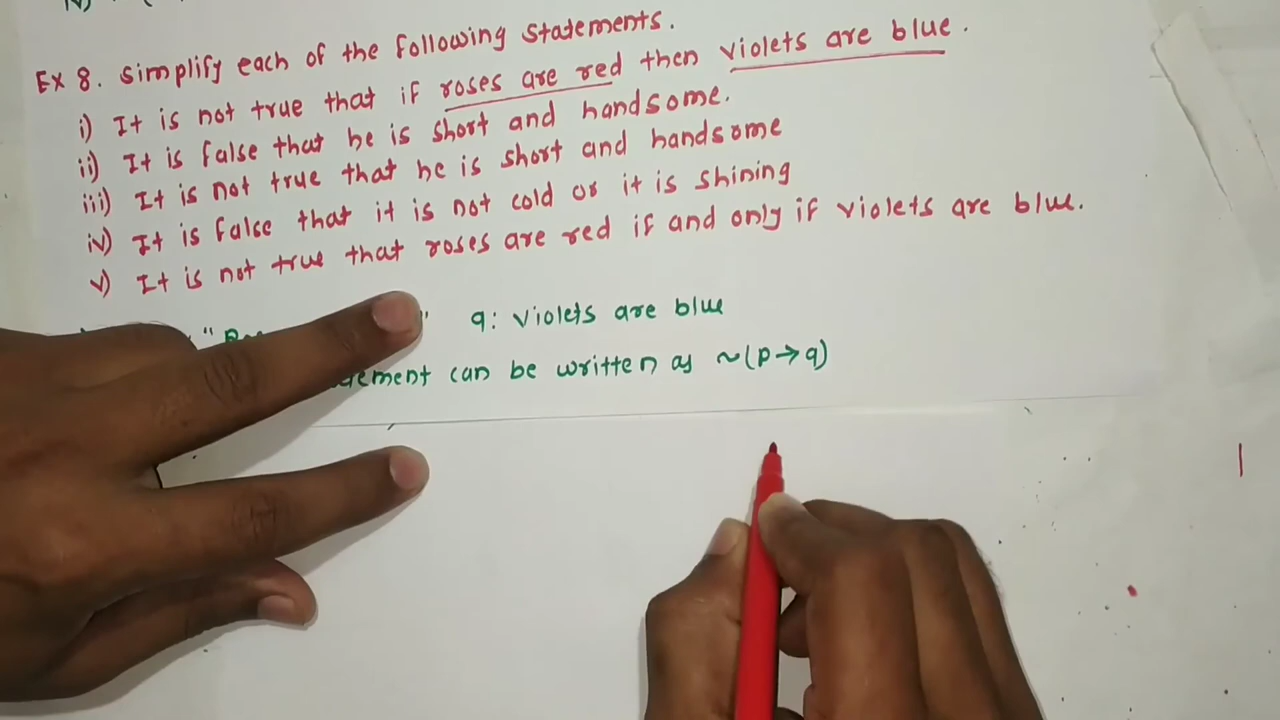 Ex 8. Simplify each of the following statements.
i) It is not true that if roses are red then violets are blue.
ii) It is false that he is short and handsome.
iii) It is not true that he is short and handsome
iv) It is false that it is not cold or it is shining
v) It is not true that roses are red if and only if violets are blue.
q: violets are blue
can be written as ~(p→q)